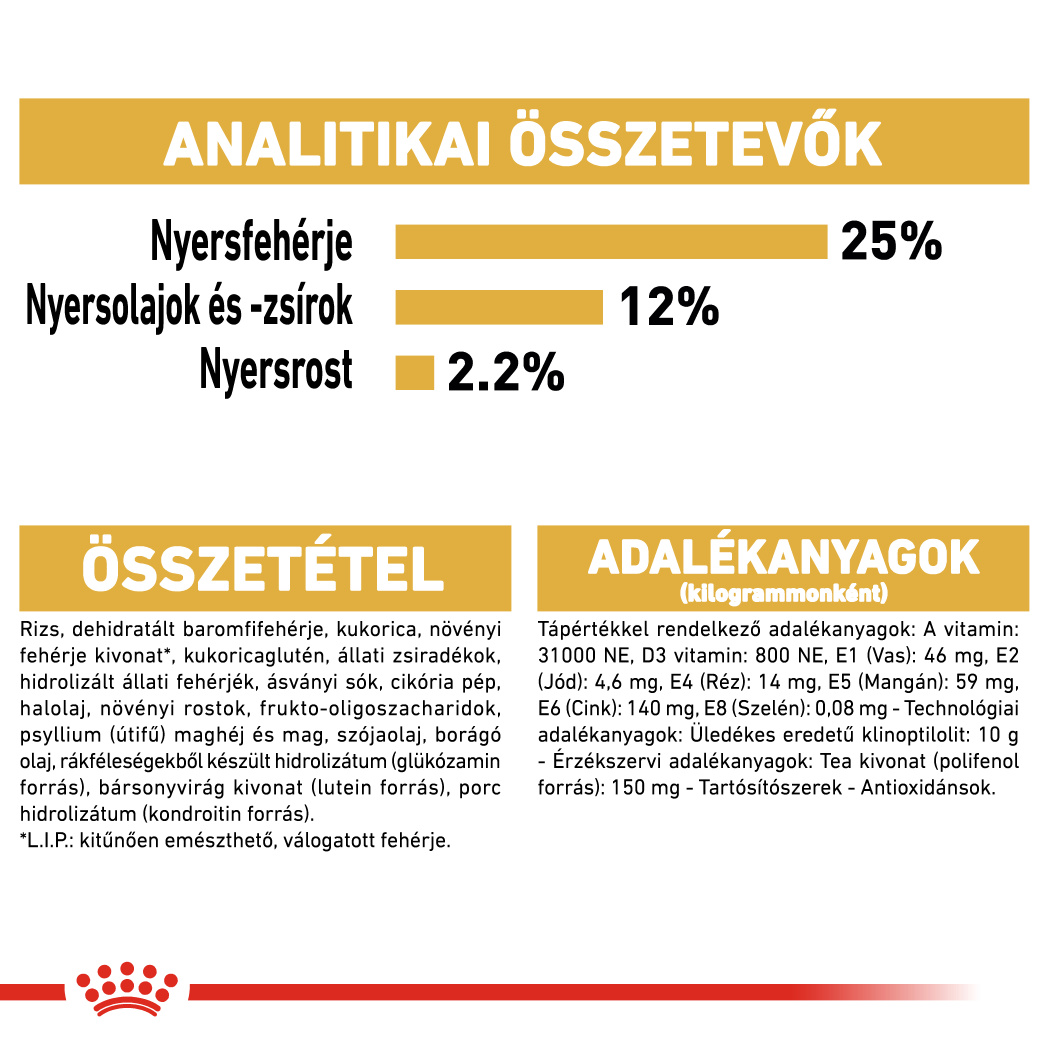 ANALITIKAI ÖSSZETEVŐK
Nyersfehérje 25%
Nyersolajok és -zsírok 12%
Nyersrost 2.2%
ÖSSZETÉTEL
Rizs, dehidratált baromfifehérje, kukorica, növényi
fehérje kivonat*, kukoricaglutén, állati zsiradékok,
hidrolizált állati fehérjék, ásványi sók, cikória pép,
halolaj, növényi rostok, frukto-oligoszacharidok,
psyllium (útifű) maghéj és mag, szójaolaj, borágó
olaj, rákféleségekből készült hidrolizátum (glükózamin
forrás), bársonyvirág kivonat (lutein forrás), porc
hidrolizátum (kondroitin forrás).
*L.I.P.: kitűnően emészthető, válogatott fehérje.
ADALÉKANYAGOK
(kilogrammonként)
Tápértékkel rendelkező adalékanyagok: A vitamin:
31000 NE, D3 vitamin: 800 NE, E1 (Vas): 46 mg, E2
(Jód): 4,6 mg, E4 (Réz): 14 mg, E5 (Mangán): 59 mg,
E6 (Cink): 140 mg, E8 (Szelén): 0,08 mg - Technológiai
adalékanyagok: Üledékes eredetű klinoptilolit: 10 g
- Érzékszervi adalékanyagok: Tea kivonat (polifenol
forrás): 150 mg - Tartósítószerek - Antioxidánsok.